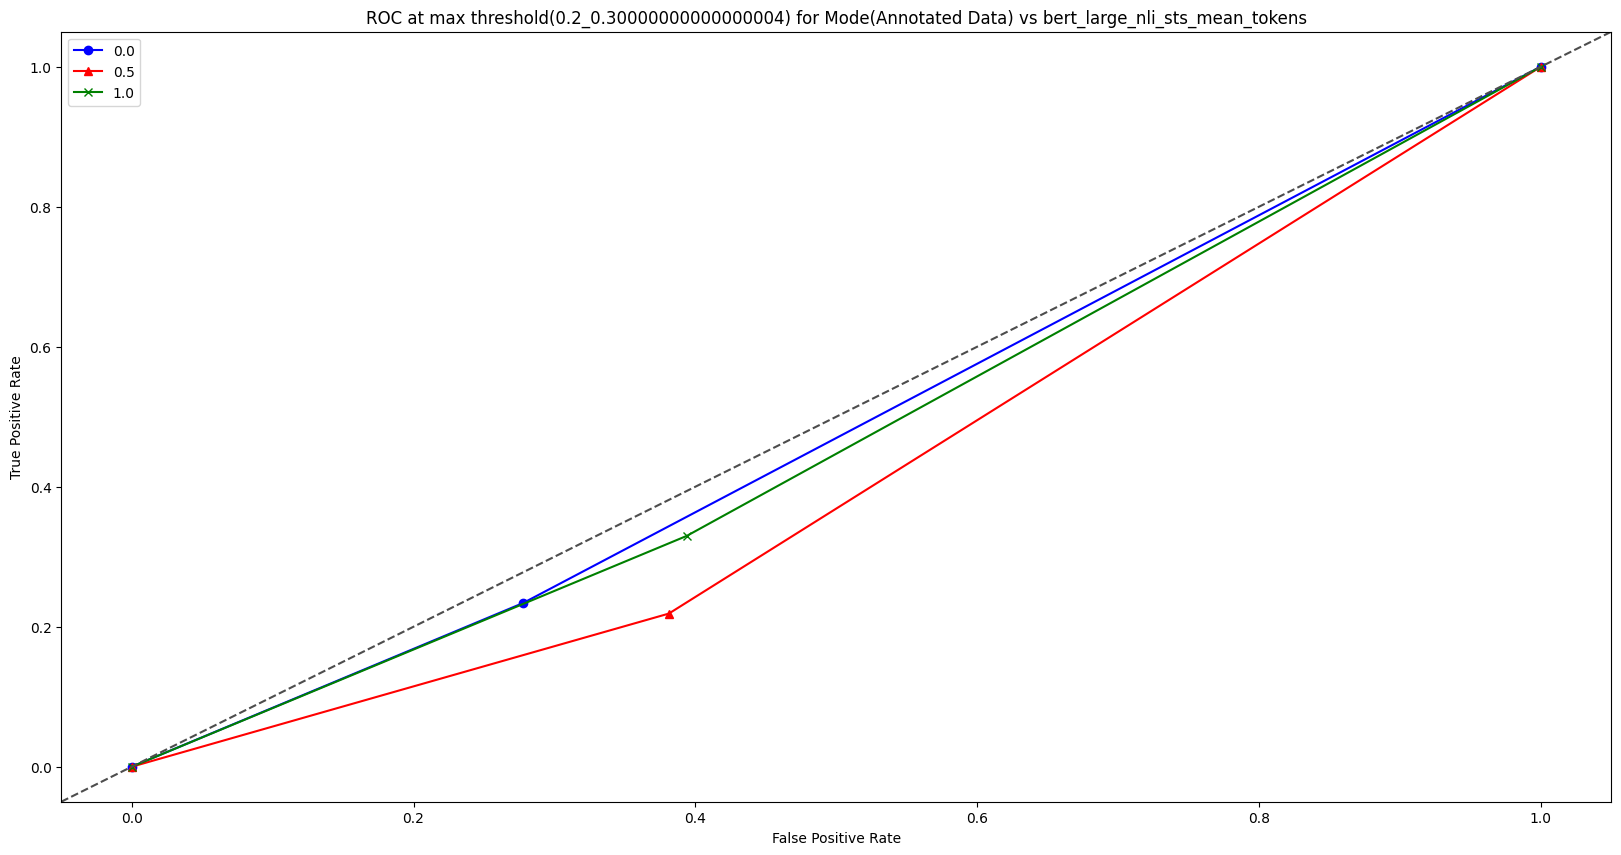 ROC at max threshold(0.2_0.30000000000000004) for Mode(Annotated Data) vs bert_large_nli_sts_mean_tokens
0.0
0.5
1.0
1.0
0.8
0.6
0.4
0.2
0.0
True Positive Rate
0.0 0.2 0.4 0.6 0.8 1.0
False Positive Rate